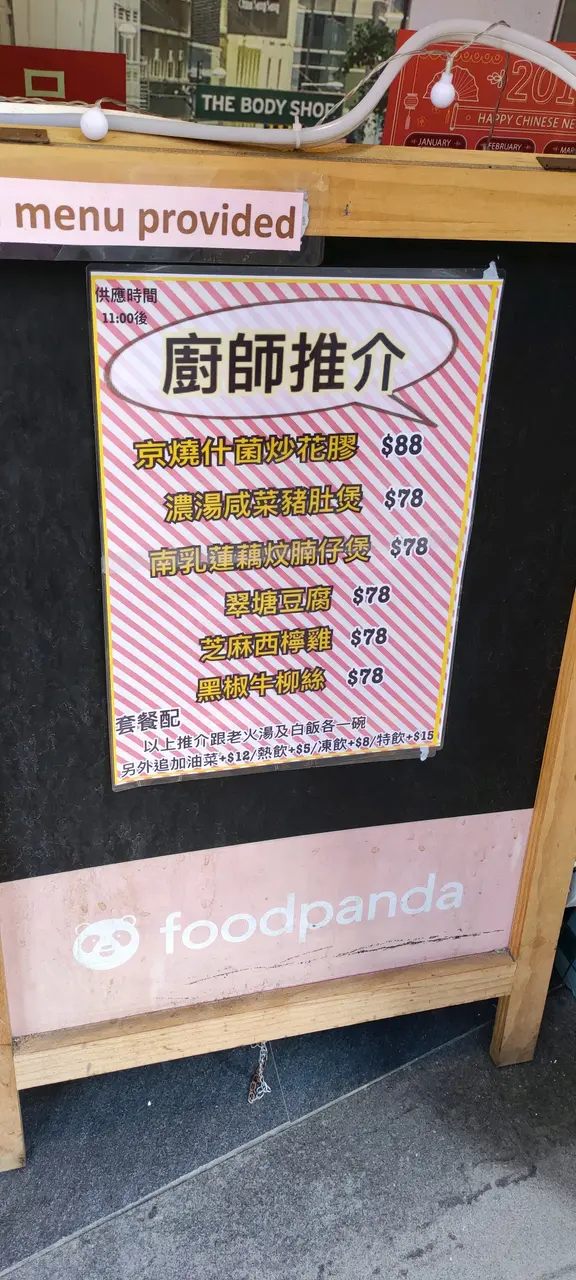 THE BODY SHOP
201
HAPPY CHINESE NE
JANUARY
FEBRUARY
MAR
menu provided
供應時間
11:00後
廚師推介
京燒什菌炒花膠 $88
濃湯咸菜豬肚煲 $78
南乳蓮藕炆腩仔煲 $78
翠塘豆腐 $78
芝麻西檸雞 $78
黑椒牛柳絲 $78
套餐配
以上推介跟老火湯及白飯各一碗
另外追加油菜+$12/熱飲+$5/凍飲+$8/特飲+$15
foodpanda